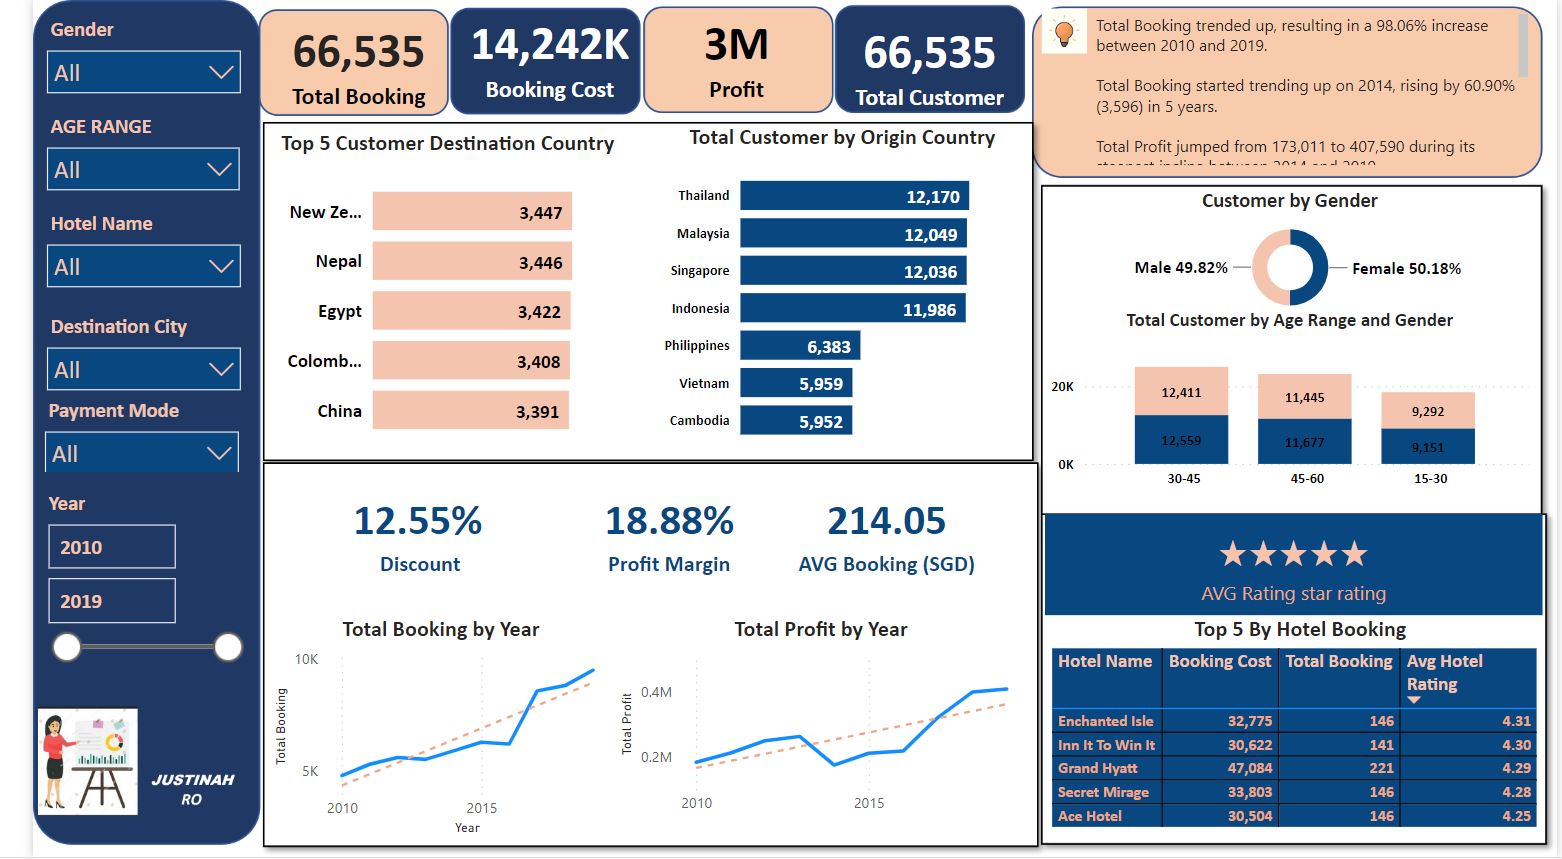 Gender
All
AGE RANGE
All
Hotel Name
All
Destination City
All
Payment Mode
All
Year
2010
2019
JUSTINAH
RO
66,535
Total Booking
14,242K
Booking Cost
3M
Profit
66,535
Total Customer
Total Booking trended up, resulting in a 98.06% increase
between 2010 and 2019.
Total Booking started trending up on 2014, rising by 60.90%
(3,596) in 5 years.
Total Profit jumped from 173,011 to 407,590 during its
steepest incline between 2014 and 2019.
Top 5 Customer Destination Country
New Ze... 3,447
Nepal 3,446
Egypt 3,422
Colomb... 3,408
China 3,391
Total Customer by Origin Country
Thailand 12,170
Malaysia 12,049
Singapore 12,036
Indonesia 11,986
Philippines 6,383
Vietnam 5,959
Cambodia 5,952
Customer by Gender
Male 49.82% Female 50.18%
Total Customer by Age Range and Gender
20K
0K
12,411 11,445 9,292
12,559 11,677 9,151
30-45 45-60 15-30
12.55%
Discount
18.88%
Profit Margin
214.05
AVG Booking (SGD)
Total Booking by Year
Total Booking
10K
5K
2010 2015
Year
Total Profit by Year
Total Profit
0.4M
0.2M
2010 2015
AVG Rating star rating
Top 5 By Hotel Booking
Hotel Name Booking Cost Total Booking Avg Hotel
Rating
Enchanted Isle 32,775 146 4.31
Inn It To Win It 30,622 141 4.30
Grand Hyatt 47,084 221 4.29
Secret Mirage 33,803 146 4.28
Ace Hotel 30,504 146 4.25